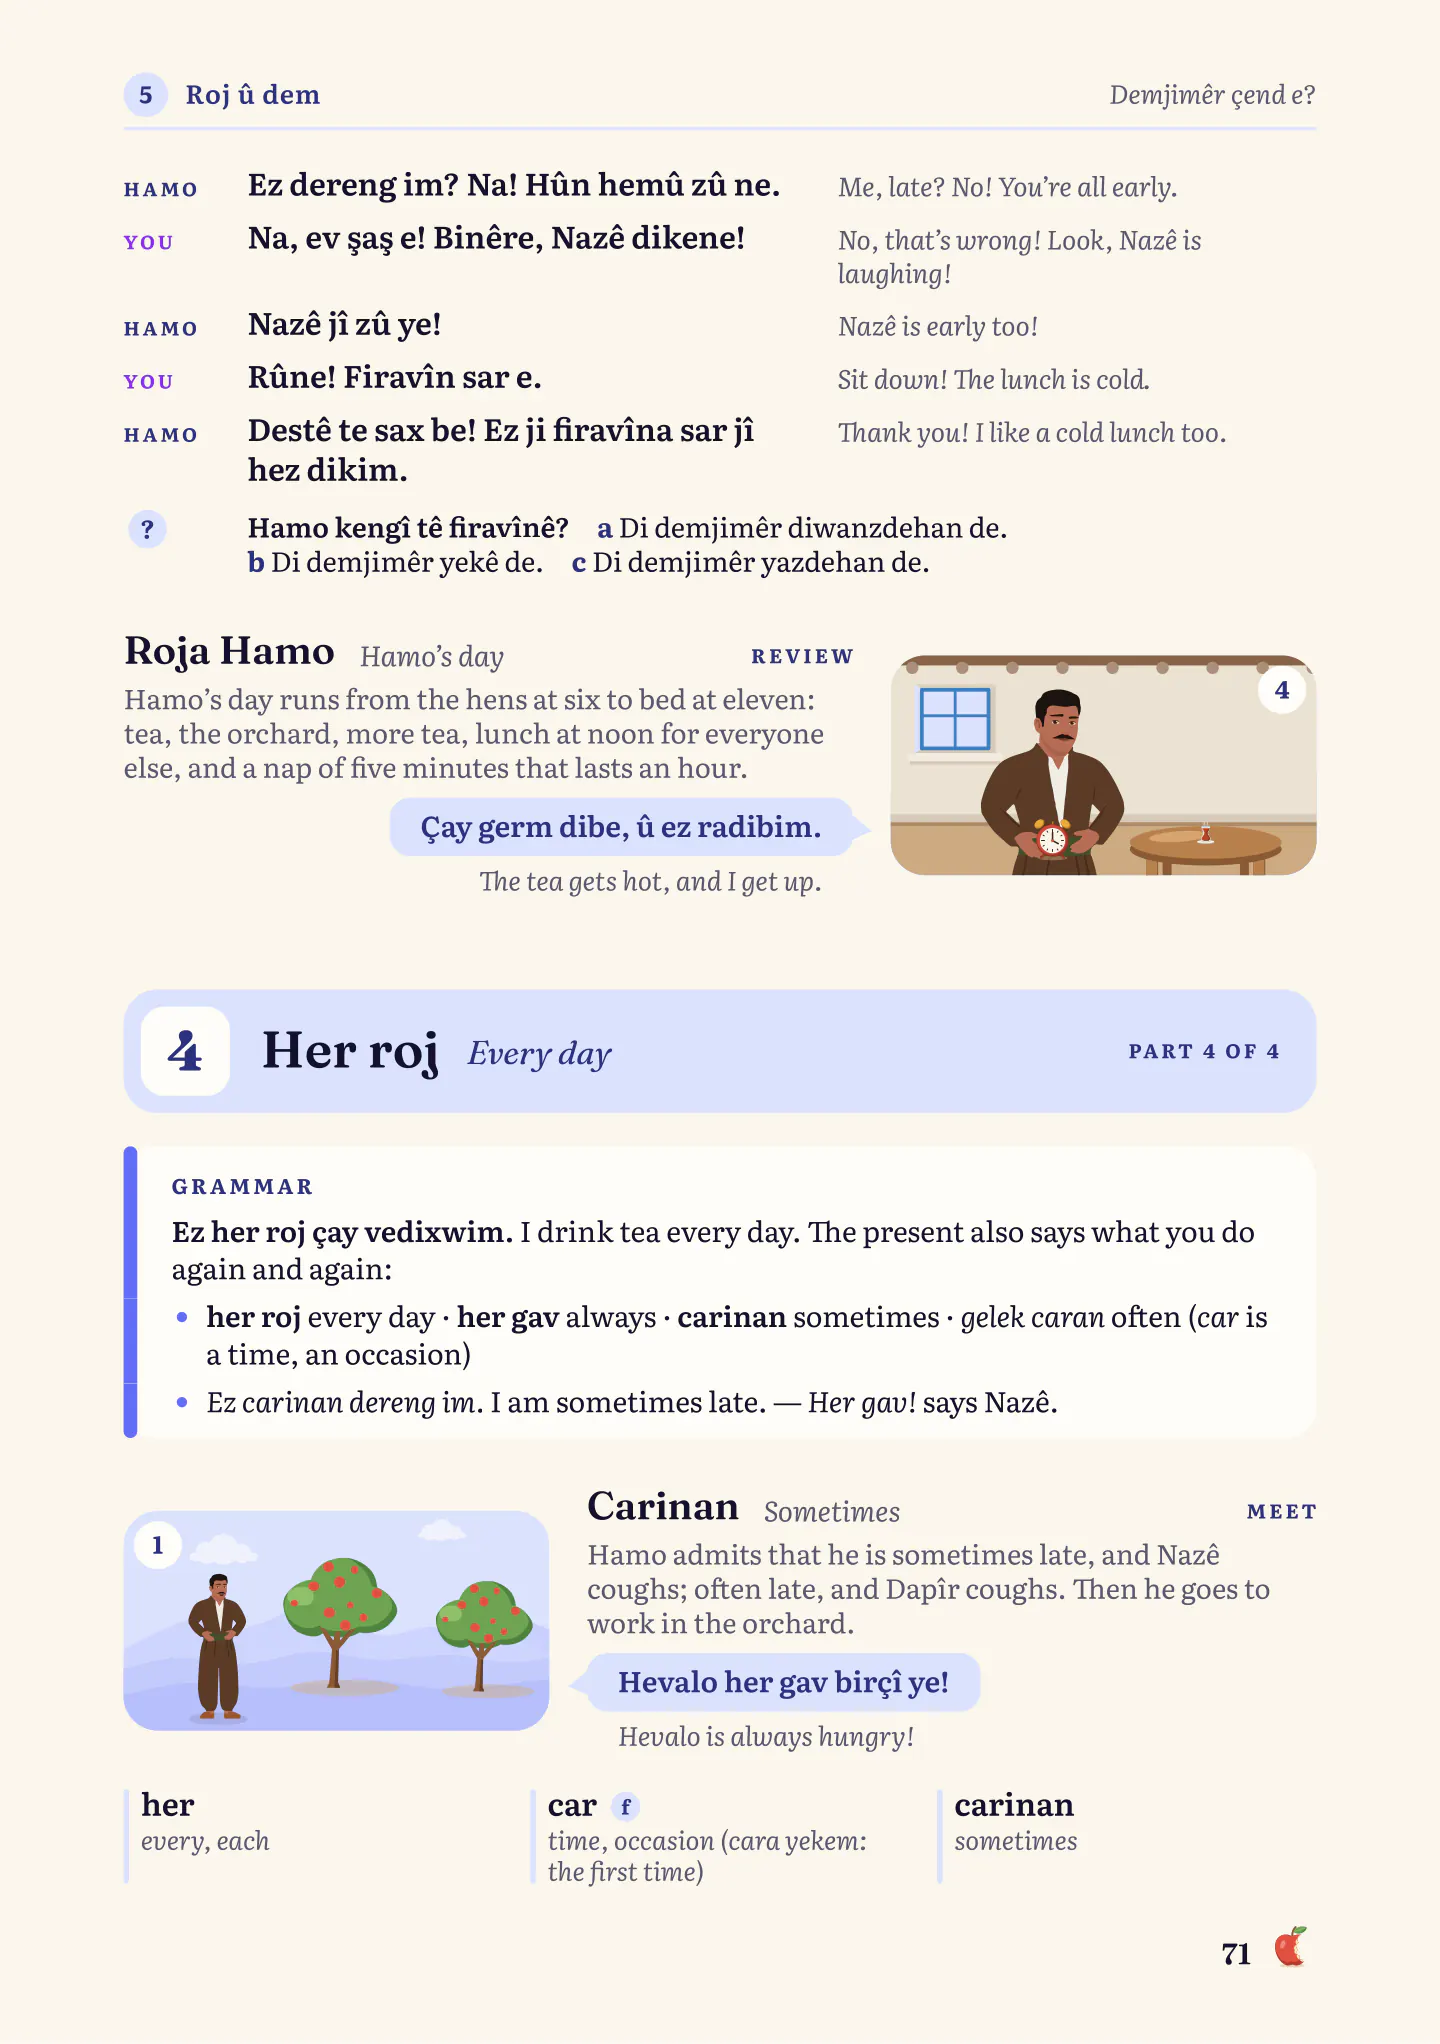 5 Roj û dem Demjimêr çend e?
HAMO Ez dereng im? Na! Hûn hemû zû ne. Me, late? No! You’re all early.
YOU Na, ev şaş e! Binêre, Nazê dikene! No, that’s wrong! Look, Nazê is
laughing!
HAMO Nazê jî zû ye! Nazê is early too!
YOU Rûne! Firavîn sar e. Sit down! The lunch is cold.
HAMO Destê te sax be! Ez ji firavîna sar jî Thank you! I like a cold lunch too.
hez dikim.
? Hamo kengî tê firavînê? a Di demjimêr diwanzdehan de.
b Di demjimêr yekê de. c Di demjimêr yazdehan de.
Roja Hamo Hamo’s day REVIEW
Hamo’s day runs from the hens at six to bed at eleven:
tea, the orchard, more tea, lunch at noon for everyone
else, and a nap of five minutes that lasts an hour.
Çay germ dibe, û ez radibim.
The tea gets hot, and I get up.
4
4 Her roj Every day PART 4 OF 4
GRAMMAR
Ez her roj çay vedixwim. I drink tea every day. The present also says what you do
again and again:
• her roj every day · her gav always · carinan sometimes · gelek caran often (car is
a time, an occasion)
• Ez carinan dereng im. I am sometimes late. — Her gav! says Nazê.
1
Carinan Sometimes MEET
Hamo admits that he is sometimes late, and Nazê
coughs; often late, and Dapîr coughs. Then he goes to
work in the orchard.
Hevalo her gav birçî ye!
Hevalo is always hungry!
her
every, each
car f
time, occasion (cara yekem:
the first time)
carinan
sometimes
71